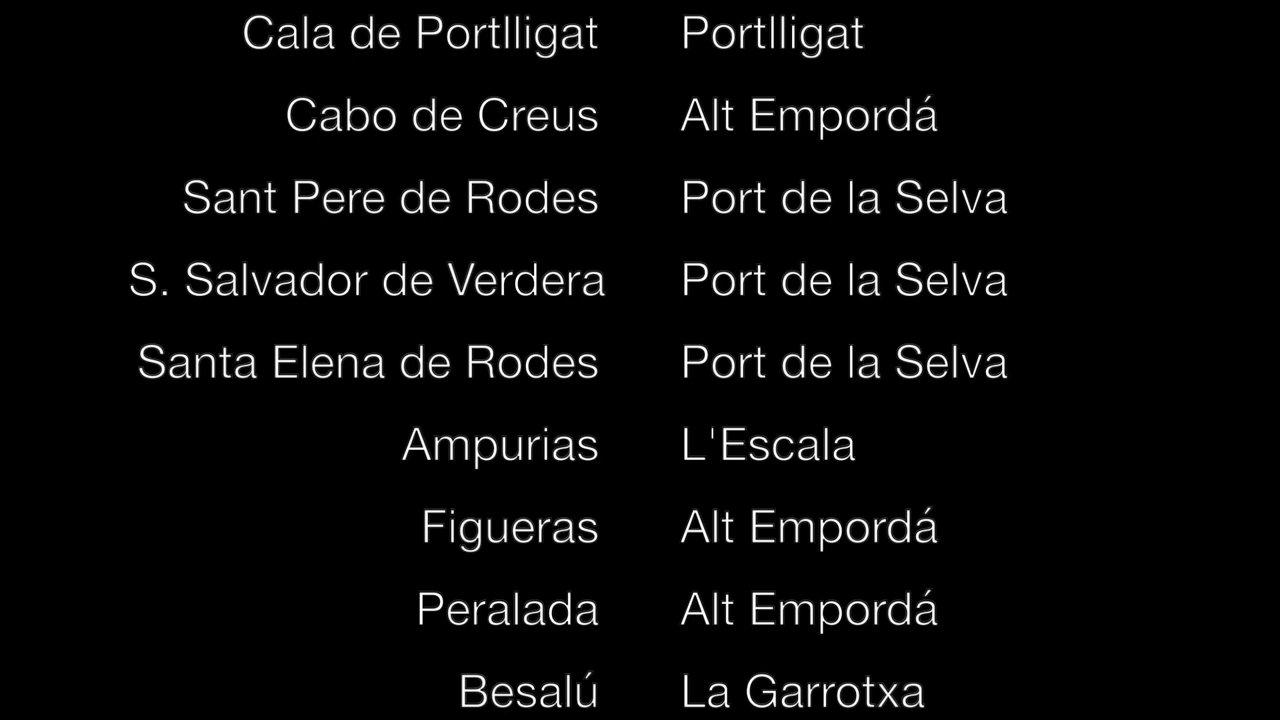 Cala de Portlligat Portlligat
Cabo de Creus Alt Empordá
Sant Pere de Rodes Port de la Selva
S. Salvador de Verdera Port de la Selva
Santa Elena de Rodes Port de la Selva
Ampurias L'Escala
Figueras Alt Empordá
Peralada Alt Empordá
Besalú La Garrotxa